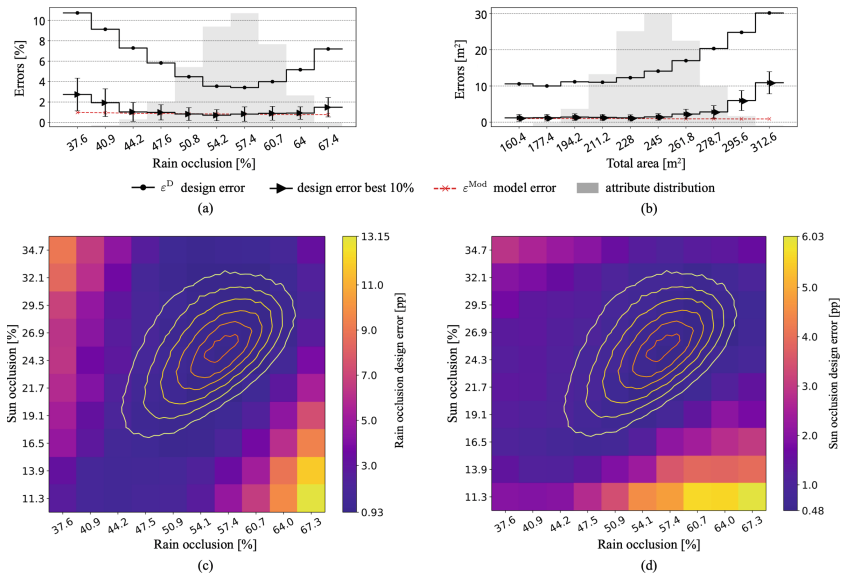 10
8
6
4
2
0
Errors [%]
37.6 40.9 44.2 47.6 50.8 54.2 57.4 60.7 64 67.4
Rain occlusion [%]
30
20
10
0
Errors [m²]
160.4 177.4 194.2 211.2 228 245 261.8 278.7 295.6 312.6
Total area [m²]
εᴰ design error design error best 10% εᴹᵒᵈ model error attribute distribution
(a) (b)
34.7
32.1
29.5
26.9
24.3
21.7
19.1
16.5
13.9
11.3
Sun occlusion [%]
37.6 40.9 44.2 47.5 50.9 54.1 57.4 60.7 64.0 67.3
Rain occlusion [%]
13.15
11.0
9.0
7.0
5.0
3.0
0.93
Rain occlusion design error [pp]
34.7
32.1
29.5
26.9
24.3
21.7
19.1
16.5
13.9
11.3
Sun occlusion [%]
37.6 40.9 44.2 47.5 50.9 54.1 57.4 60.7 64.0 67.3
Rain occlusion [%]
6.03
5.0
4.0
3.0
2.0
1.0
0.48
Sun occlusion design error [pp]
(c) (d)